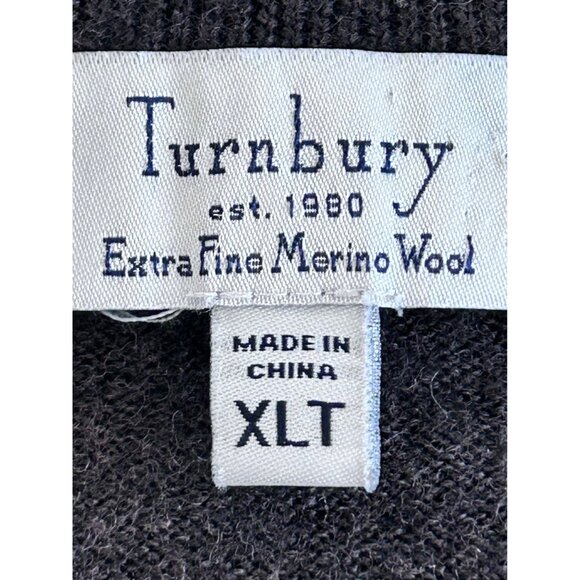 Turnbury
est. 1980
Extra Fine Merino Wool
MADE IN
CHINA
XLT